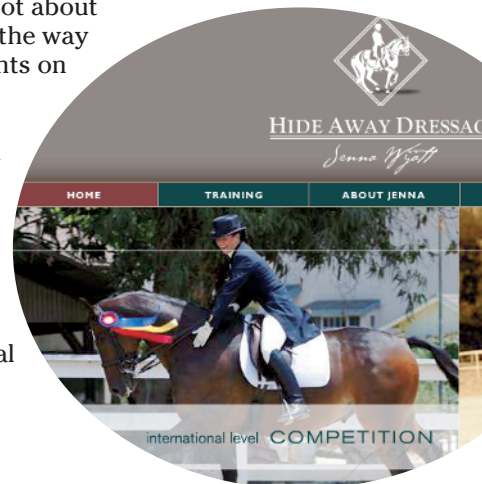 ot about
the way
nts on
al
HIDE AWAY DRESSAG
Jenna Wyatt
HOME TRAINING ABOUT JENNA
international level COMPETITION